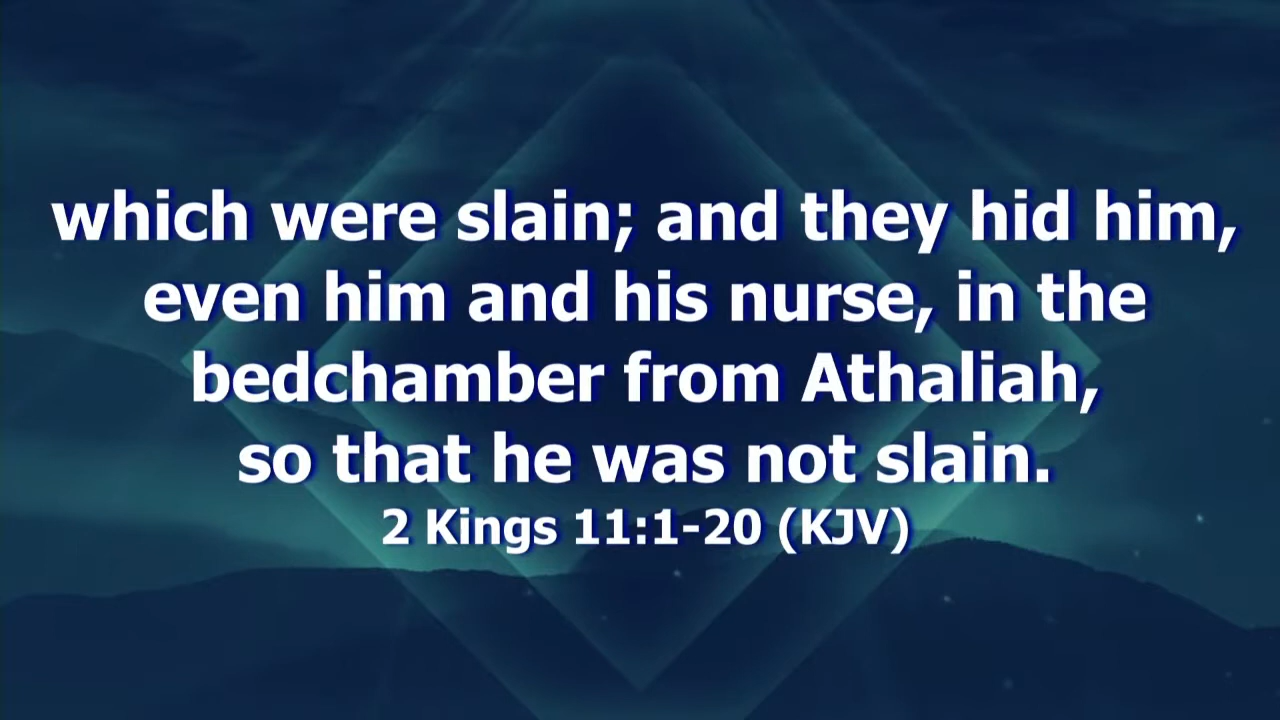 which were slain; and they hid him,
even him and his nurse, in the
bedchamber from Athaliah,
so that he was not slain.
2 Kings 11:1-20 (KJV)